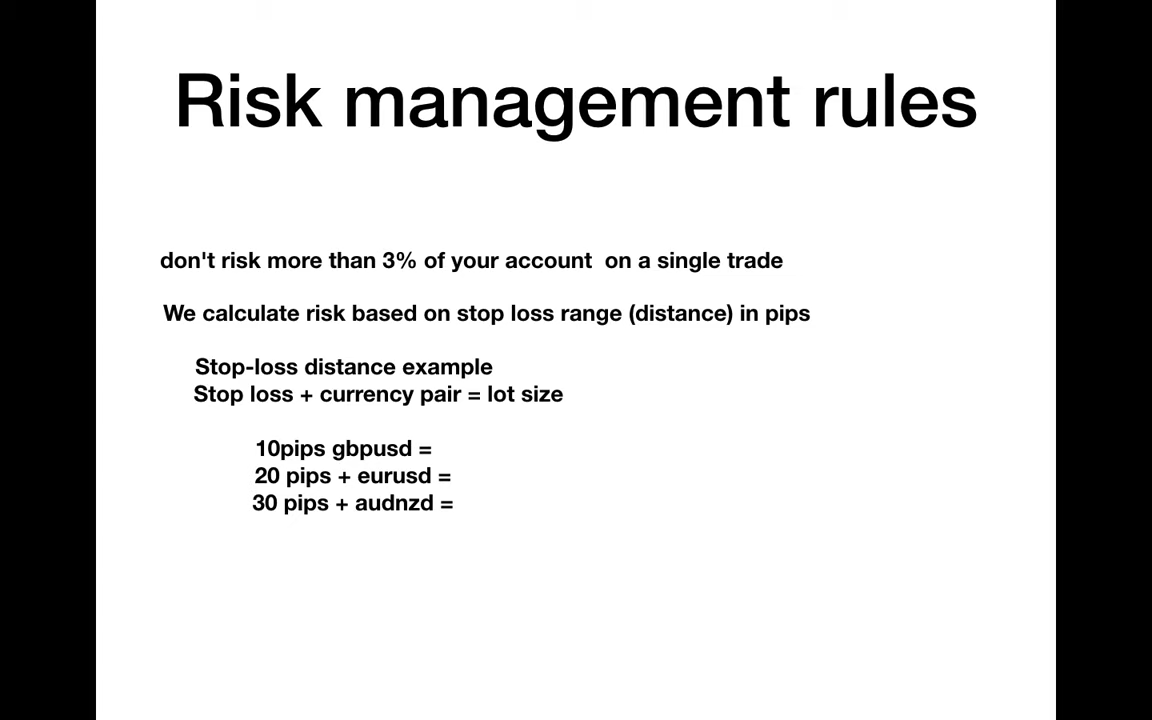 Risk management rules
don't risk more than 3% of your account  on a single trade
We calculate risk based on stop loss range (distance) in pips
Stop-loss distance example
Stop loss + currency pair = lot size
10pips gbpusd =
20 pips + eurusd =
30 pips + audnzd =